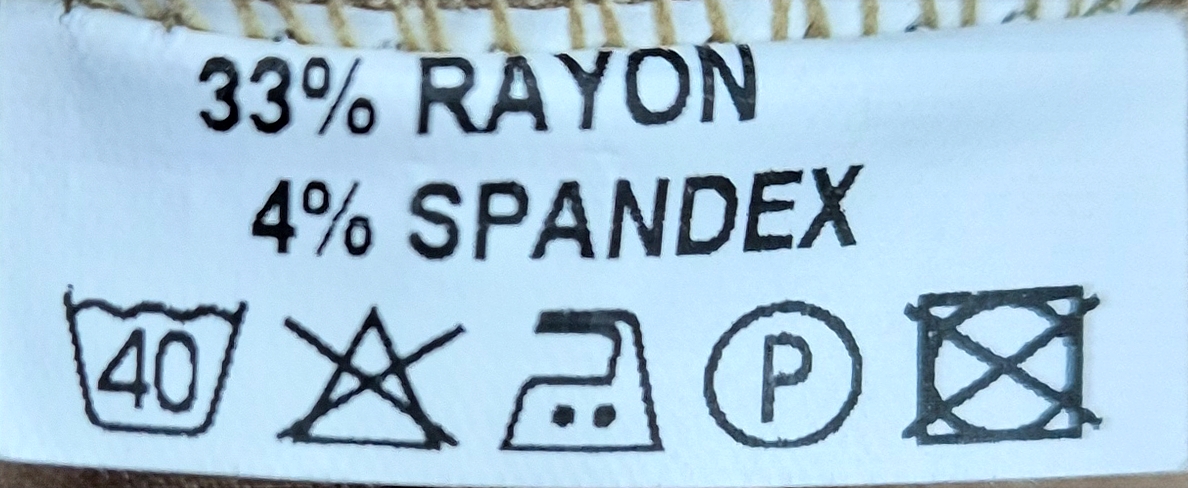 33% RAYON
4% SPANDEX
40 P